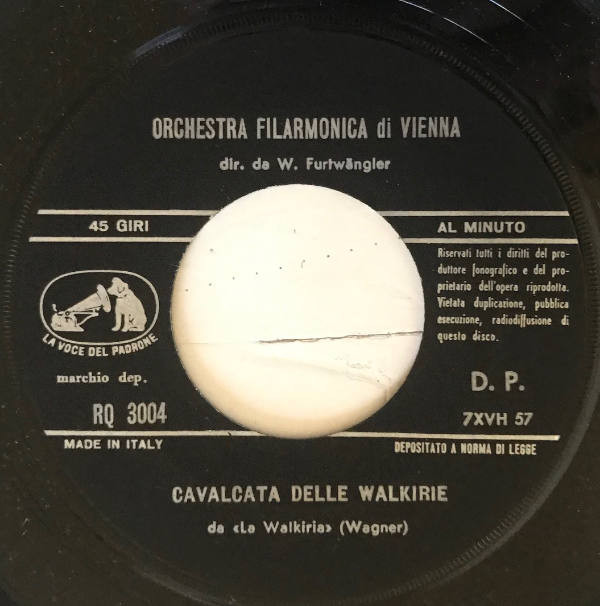 ORCHESTRA FILARMONICA di VIENNA
dir. da W. Furtwängler
45 GIRI
AL MINUTO
Riservati tutti i diritti del pro-
duttore fonografico e del pro-
prietario dell'opera riprodotta.
Vietata duplicazione, pubblica
esecuzione, radiodiffusione di
questo disco.
LA VOCE DEL PADRONE
marchio dep.
D. P.
RQ 3004
7XVH 57
MADE IN ITALY
DEPOSITATO A NORMA DI LEGGE
CAVALCATA DELLE WALKIRIE
da «La Walkiria» (Wagner)